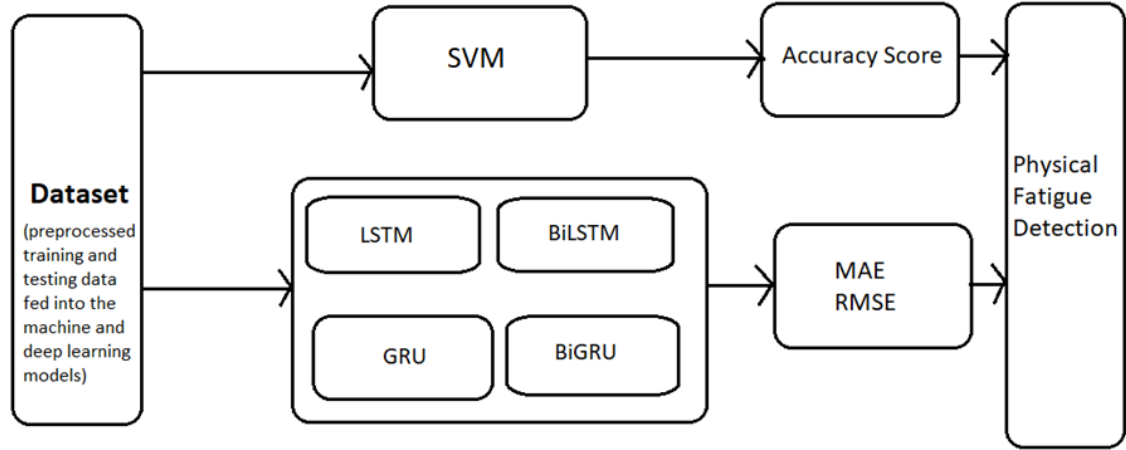 SVM
Accuracy Score
Dataset
(preprocessed
training and
testing data
fed into the
machine and
deep learning
models)
LSTM
BiLSTM
GRU
BiGRU
MAE
RMSE
Physical
Fatigue
Detection